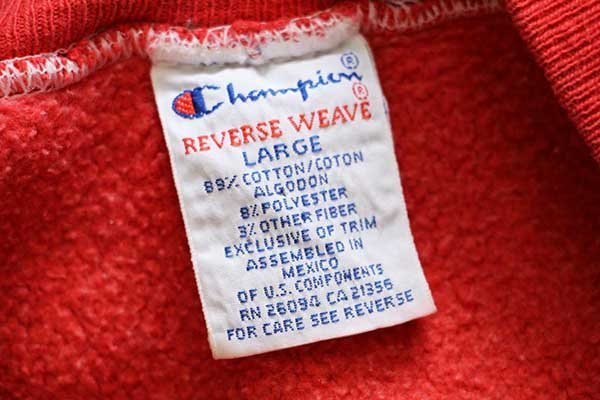 Champion®
REVERSE WEAVE®
LARGE
89% COTTON/COTON
ALGODON
8% POLYESTER
3% OTHER FIBER
EXCLUSIVE OF TRIM
ASSEMBLED IN
MEXICO
OF U.S. COMPONENTS
RN 26094 CA 21356
FOR CARE SEE REVERSE